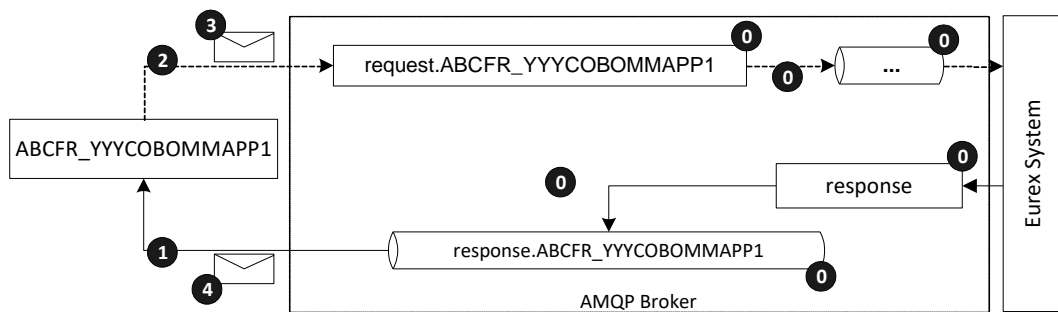 3
0
0
2
request.ABCFR_YYYCOBOMMAPP1
0
...
ABCFR_YYYCOBOMMAPP1
0
0
response
Eurex System
1
response.ABCFR_YYYCOBOMMAPP1
4
0
AMQP Broker